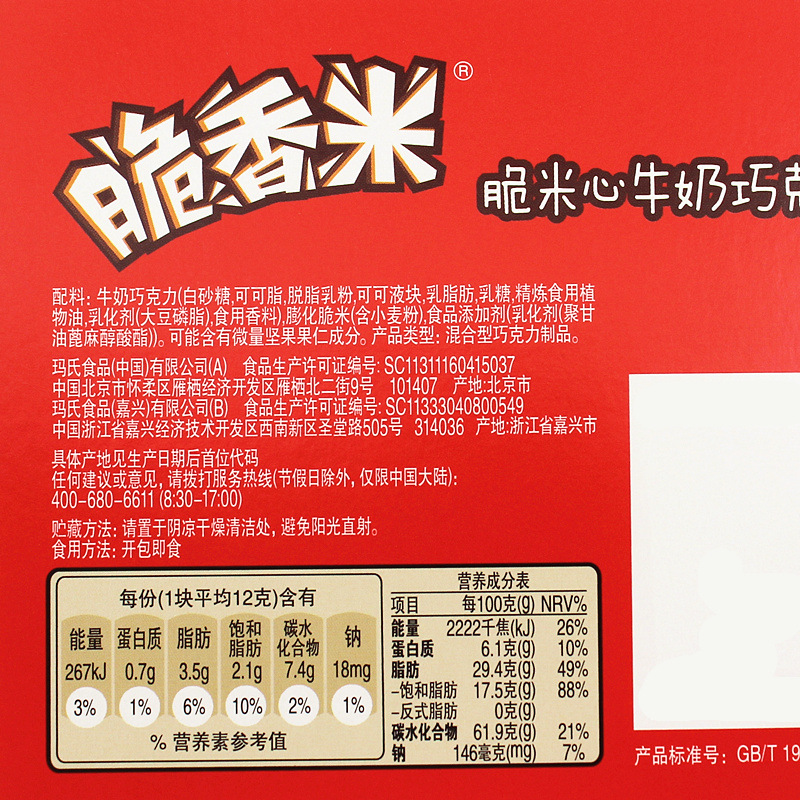 脆香米®
脆米心牛奶巧克
配料: 牛奶巧克力(白砂糖,可可脂,脱脂乳粉,可可液块,乳脂肪,乳糖,精炼食用植
物油,乳化剂(大豆磷脂),食用香料),膨化脆米(含小麦粉),食品添加剂(乳化剂(聚甘
油蓖麻醇酸酯))。可能含有微量坚果果仁成分。产品类型: 混合型巧克力制品。
玛氏食品(中国)有限公司(A) 食品生产许可证编号: SC11311160415037
中国北京市怀柔区雁栖经济开发区雁栖北二街9号 101407 产地:北京市
玛氏食品(嘉兴)有限公司(B) 食品生产许可证编号: SC11333040800549
中国浙江省嘉兴经济技术开发区西南新区圣堂路505号 314036 产地:浙江省嘉兴市
具体产地见生产日期后首位代码
任何建议或意见, 请拨打服务热线(节假日除外, 仅限中国大陆):
400-680-6611 (8:30-17:00)
贮藏方法: 请置于阴凉干燥清洁处, 避免阳光直射。
食用方法: 开包即食
每份(1块平均12克)含有
能量 蛋白质 脂肪 饱和脂肪 碳水化合物 钠
267kJ 0.7g 3.5g 2.1g 7.4g 18mg
3% 1% 6% 10% 2% 1%
% 营养素参考值
营养成分表
项目 每100克(g) NRV%
能量 2222千焦(kJ) 26%
蛋白质 6.1克(g) 10%
脂肪 29.4克(g) 49%
-饱和脂肪 17.5克(g) 88%
-反式脂肪 0克(g)
碳水化合物 61.9克(g) 21%
钠 146毫克(mg) 7%
产品标准号: GB/T 19